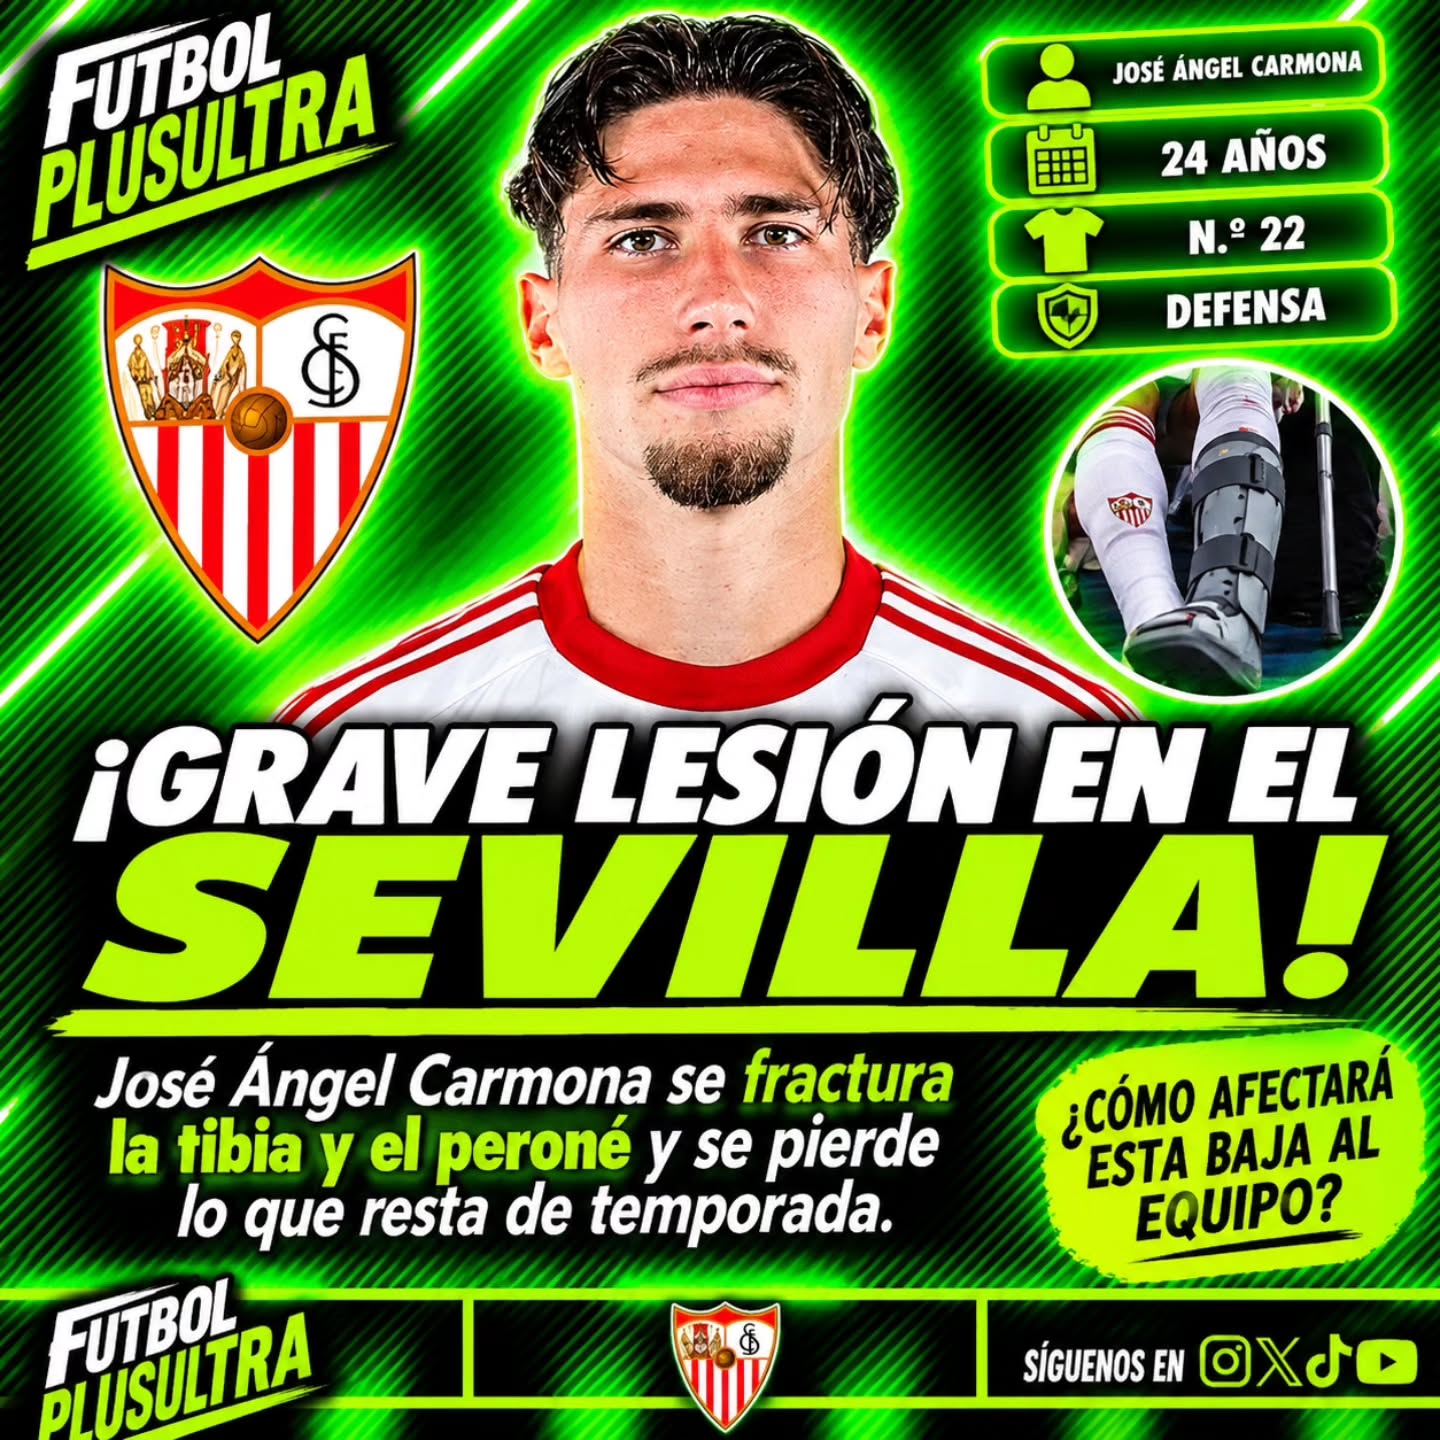 FUTBOL
PLUSULTRA
JOSÉ ÁNGEL CARMONA
24 AÑOS
N.º 22
DEFENSA
¡GRAVE LESIÓN EN EL
SEVILLA!
José Ángel Carmona se fractura
la tibia y el peroné y se pierde
lo que resta de temporada.
¿CÓMO AFECTARÁ
ESTA BAJA AL
EQUIPO?
FUTBOL
PLUSULTRA
SÍGUENOS EN